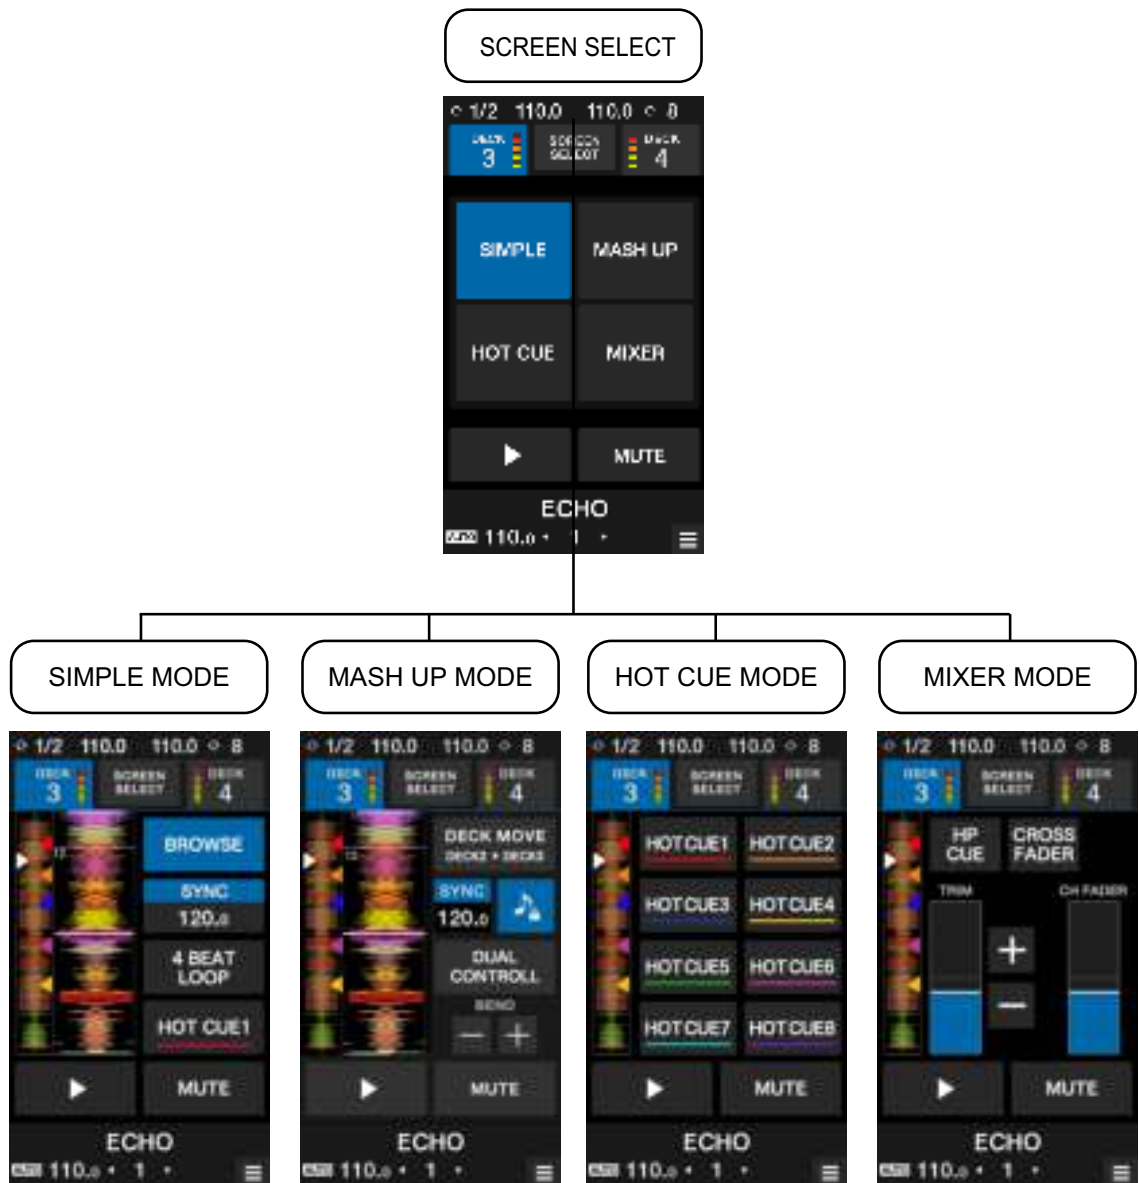 SCREEN SELECT
1/2 110.0 110.0 8
DECK 3
SCREEN SELECT
DECK 4
SIMPLE
MASH UP
HOT CUE
MIXER
MUTE
ECHO
AUTO 110.0 1
SIMPLE MODE
MASH UP MODE
HOT CUE MODE
MIXER MODE
1/2 110.0 110.0 8
DECK 3
SCREEN SELECT
DECK 4
BROWSE
SYNC
120.0
4 BEAT
LOOP
HOT CUE1
MUTE
ECHO
AUTO 110.0 1
1/2 110.0 110.0 8
DECK 3
SCREEN SELECT
DECK 4
DECK MOVE
SYNC
120.0
DUAL
CONTROLL
BEND
− +
MUTE
ECHO
AUTO 110.0 1
1/2 110.0 110.0 8
DECK 3
SCREEN SELECT
DECK 4
HOT CUE1 HOT CUE2
HOT CUE3 HOT CUE4
HOT CUE5 HOT CUE6
HOT CUE7 HOT CUE8
MUTE
ECHO
AUTO 110.0 1
1/2 110.0 110.0 8
DECK 3
SCREEN SELECT
DECK 4
HP
CUE
CROSS
FADER
TRIM
CH FADER
+
−
MUTE
ECHO
AUTO 110.0 1